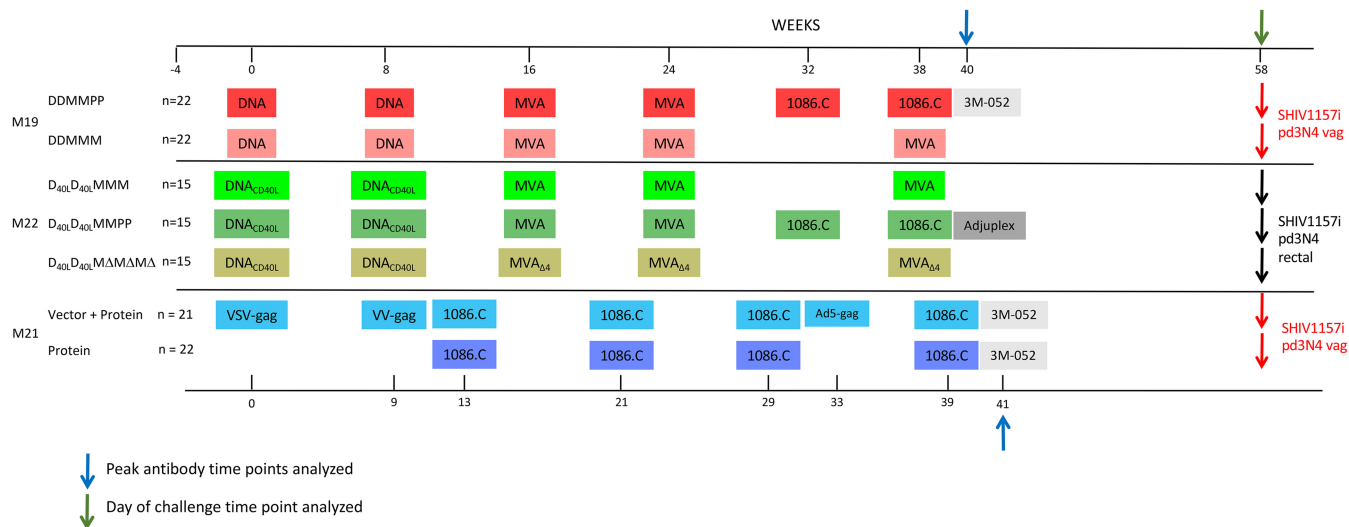 WEEKS
-4 0 8 16 24 32 38 40 58
M19
DDMMPP n=22 DNA DNA MVA MVA 1086.C 1086.C 3M-052
DDMMM n=22 DNA DNA MVA MVA MVA
SHIV1157i
pd3N4 vag
M22
D40LD40LMMM n=15 DNACD40L DNACD40L MVA MVA MVA
D40LD40LMMPP n=15 DNACD40L DNACD40L MVA MVA 1086.C 1086.C Adjuplex
D40LD40LMΔMΔMΔ n=15 DNACD40L DNACD40L MVAΔ4 MVAΔ4 MVAΔ4
SHIV1157i
pd3N4
rectal
M21
Vector + Protein n = 21 VSV-gag VV-gag 1086.C 1086.C 1086.C Ad5-gag 1086.C 3M-052
Protein n = 22 1086.C 1086.C 1086.C 1086.C 3M-052
SHIV1157i
pd3N4 vag
0 9 13 21 29 33 39 41
Peak antibody time points analyzed
Day of challenge time point analyzed